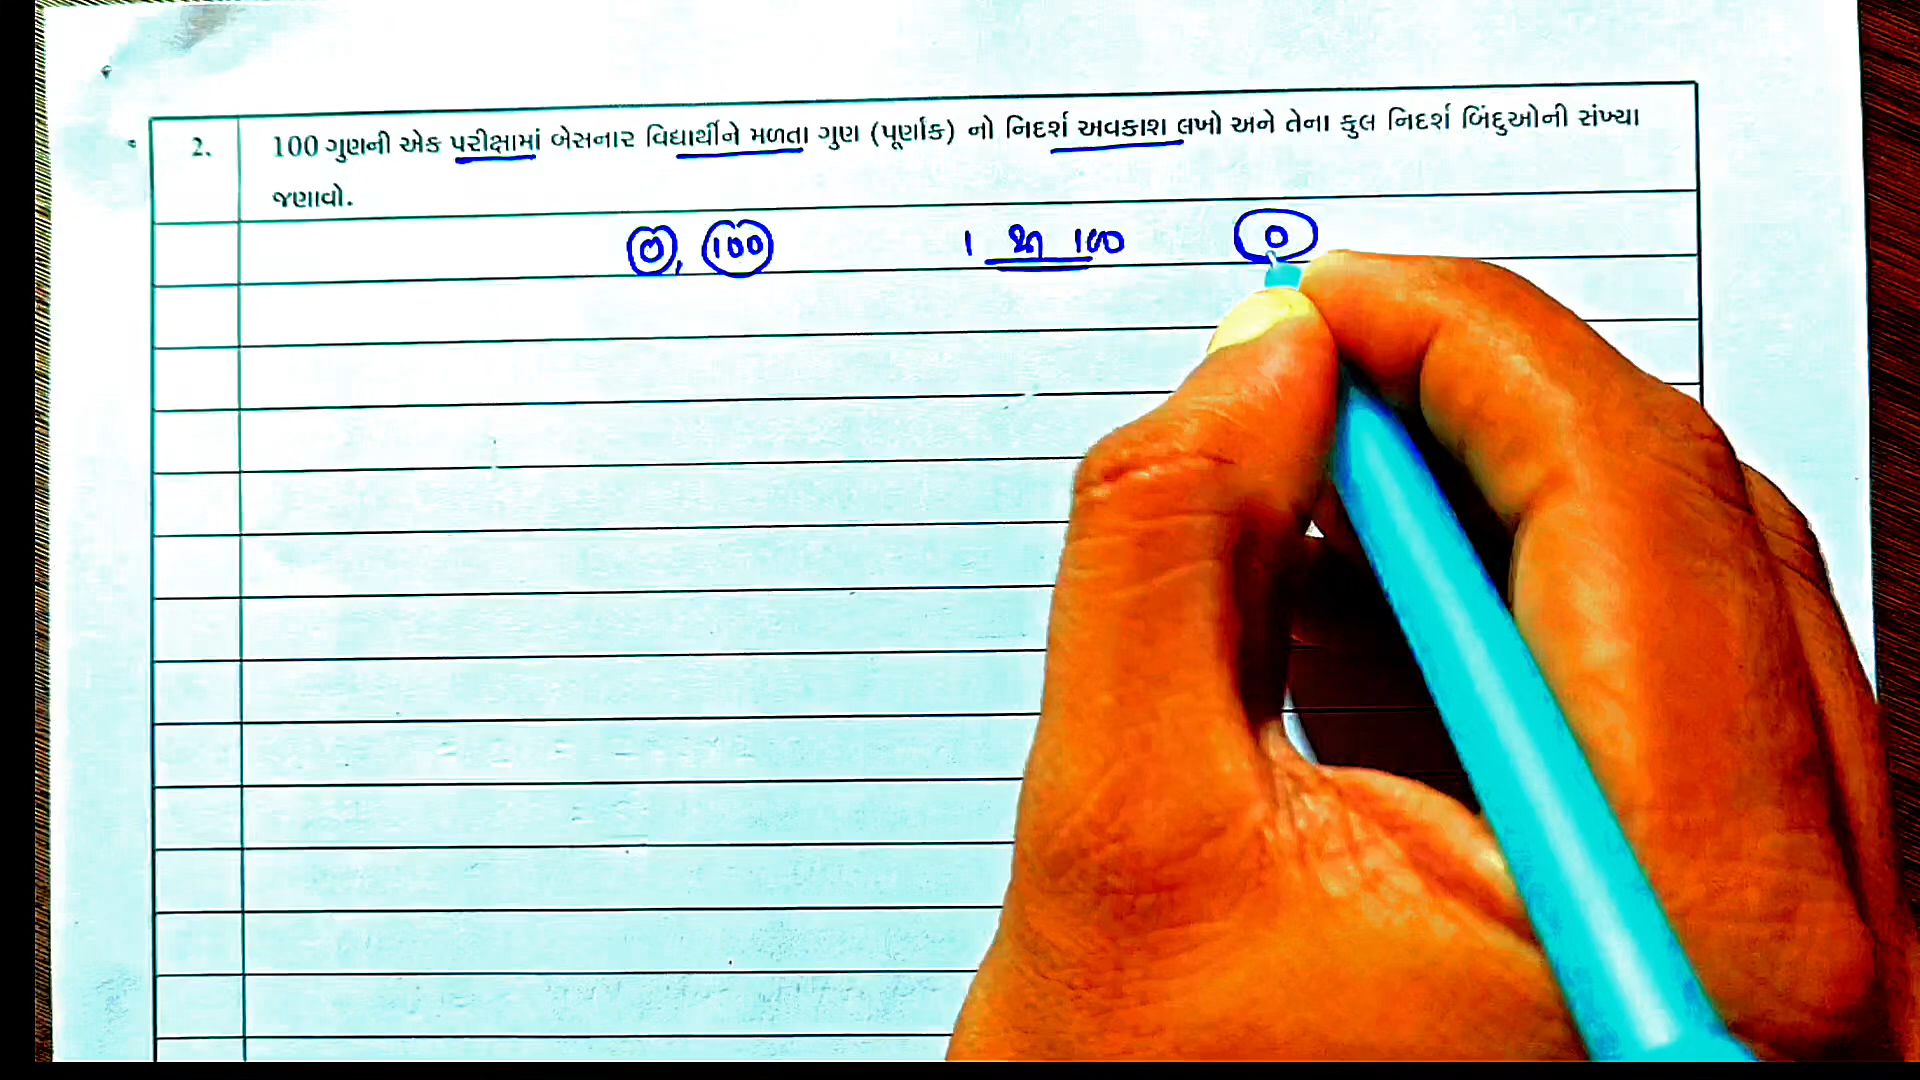 2. 100 ગુણની એક પરીક્ષામાં બેસનાર વિદ્યાર્થીને મળતા ગુણ (પૂર્ણાંક) નો નિદર્શ અવકાશ લખો અને તેના કુલ નિદર્શ બિંદુઓની સંખ્યા
જણાવો.
0, 100 1 થી 100 0